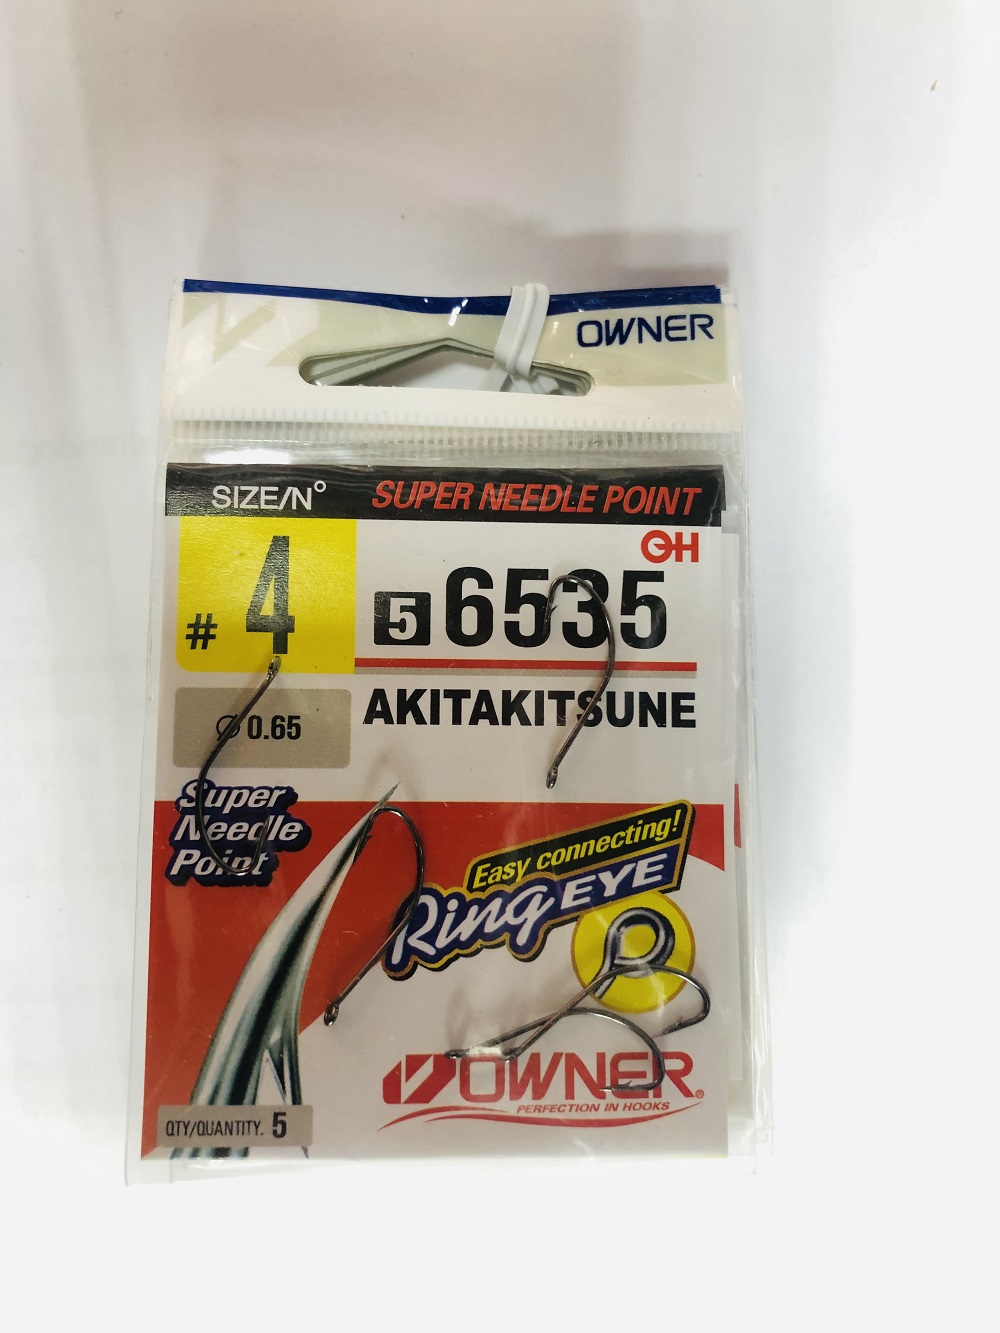 OWNER
SIZE/N° SUPER NEEDLE POINT
OH
# 4
5 6535
AKITAKITSUNE
Ø 0.65
Super
Needle
Point
Easy connecting!
Ring EYE
OWNER®
PERFECTION IN HOOKS
QTY/QUANTITY. 5